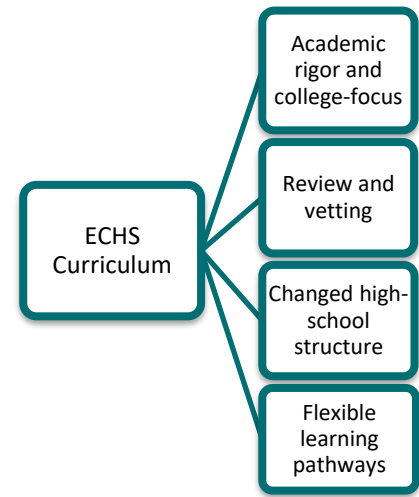 ECHS
Curriculum
Academic
rigor and
college-focus
Review and
vetting
Changed high-
school
structure
Flexible
learning
pathways